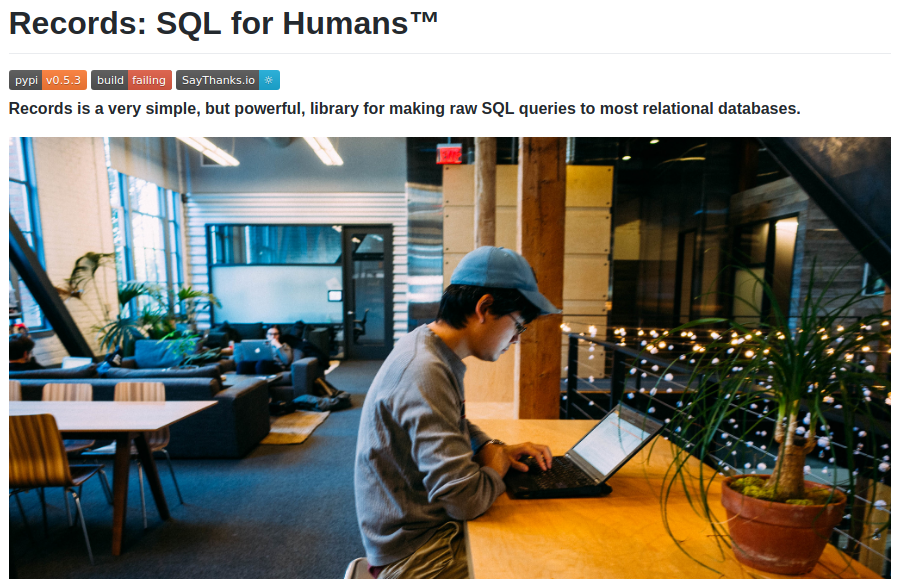 Records: SQL for Humans™
pypi v0.5.3 build failing SayThanks.io ☼
Records is a very simple, but powerful, library for making raw SQL queries to most relational databases.